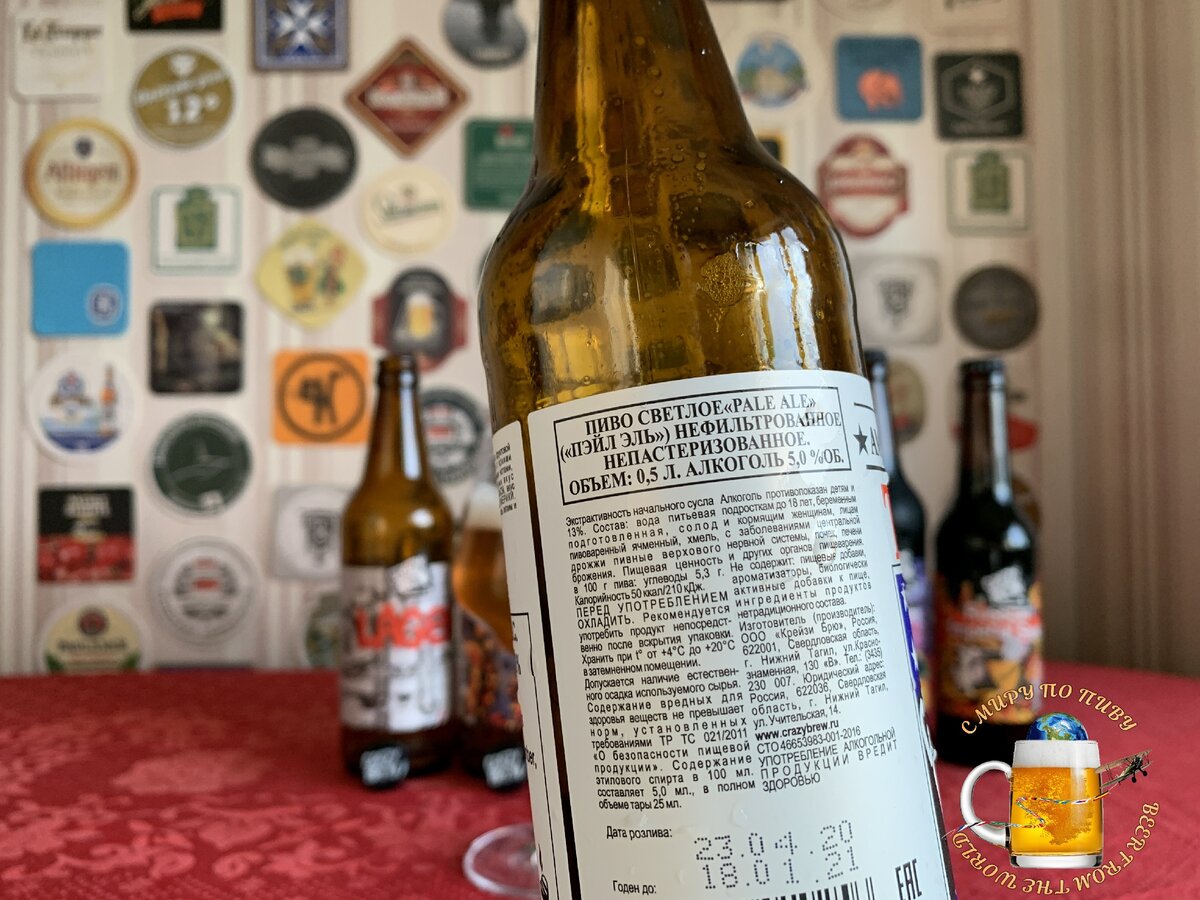 ПИВО СВЕТЛОЕ «PALE ALE»
(«ПЭЙЛ ЭЛЬ») НЕФИЛЬТРОВАННОЕ
НЕПАСТЕРИЗОВАННОЕ.
ОБЪЕМ: 0,5 Л. АЛКОГОЛЬ 5,0 %ОБ.
Экстрактивность начального сусла
13%. Состав: вода питьевая
подготовленная, солод
пивоваренный ячменный, хмель,
дрожжи пивные верхового
брожения. Пищевая ценность
в 100 г пива: углеводы 5,3 г.
Калорийность 50 ккал/210 кДж.
ПЕРЕД УПОТРЕБЛЕНИЕМ
ОХЛАДИТЬ. Рекомендуется
употребить продукт непосредст-
венно после вскрытия упаковки.
Хранить при t° от +4°С до +20°С
в затемненном помещении.
Допускается наличие естествен-
ного осадка используемого сырья.
Содержание вредных для
здоровья веществ не превышает
норм, установленных
требованиями ТР ТС 021/2011
«О безопасности пищевой
продукции». Содержание
этилового спирта в 100 мл.
составляет 5,0 мл., в полном
объеме тары 25 мл.
Алкоголь противопоказан детям и
подросткам до 18 лет, беременным
и кормящим женщинам, лицам
с заболеваниями центральной
нервной системы, почек, печени
и других органов пищеварения.
Не содержит: пищевые добавки,
ароматизаторы, биологически
активные добавки к пище,
ингредиенты продуктов
нетрадиционного состава.
Изготовитель (производитель):
ООО «Крейзи Брю», Россия,
622001, Свердловская область,
г. Нижний Тагил, ул.Красно-
знаменная, 130 «В». Тел.: (3435)
230 007. Юридический адрес:
Россия, 622036, Свердловская
область, г. Нижний Тагил,
ул.Учительская, 14.
www.crazybrew.ru
СТО 46653983-001-2016
УПОТРЕБЛЕНИЕ АЛКОГОЛЬНОЙ
ПРОДУКЦИИ ВРЕДИТ
ЗДОРОВЬЮ
Дата розлива:
23.04.20
18.01.21
Годен до:
EAC
С МИРУ ПО ПИВУ
BEER FROM THE WORLD